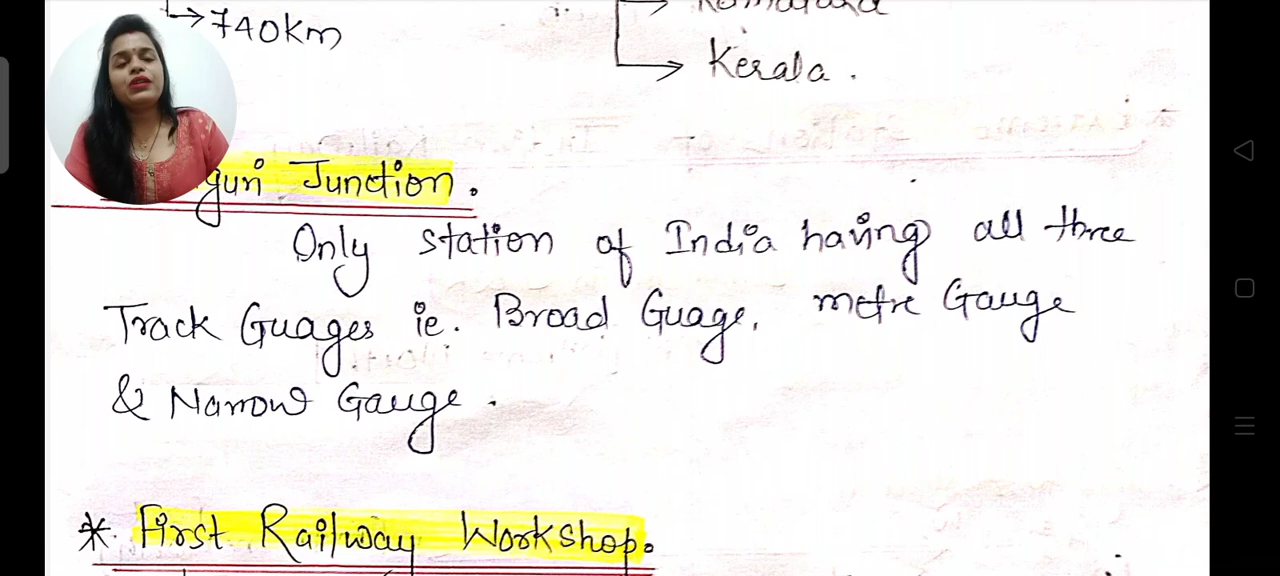 740km
Kerala.
Junction.
Only station of India having all three
Track Guages ie. Broad Guage, metre Gauge
& Narrow Gauge.
* First Railway Workshop.